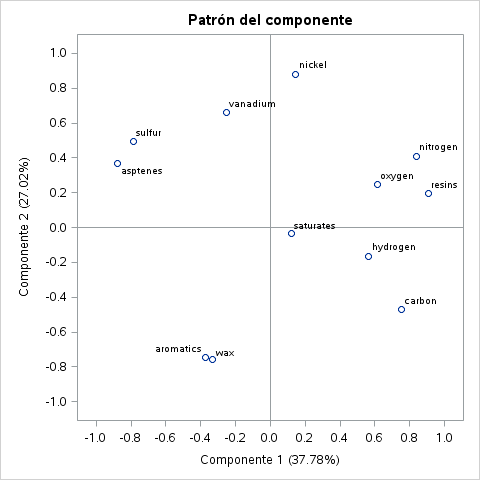 Patrón del componente
1.0
0.8
0.6
0.4
0.2
0.0
-0.2
-0.4
-0.6
-0.8
-1.0
Componente 2 (27.02%)
nickel
vanadium
sulfur
asptenes
nitrogen
oxygen
resins
saturates
hydrogen
carbon
aromatics
wax
-1.0 -0.8 -0.6 -0.4 -0.2 0.0 0.2 0.4 0.6 0.8 1.0
Componente 1 (37.78%)